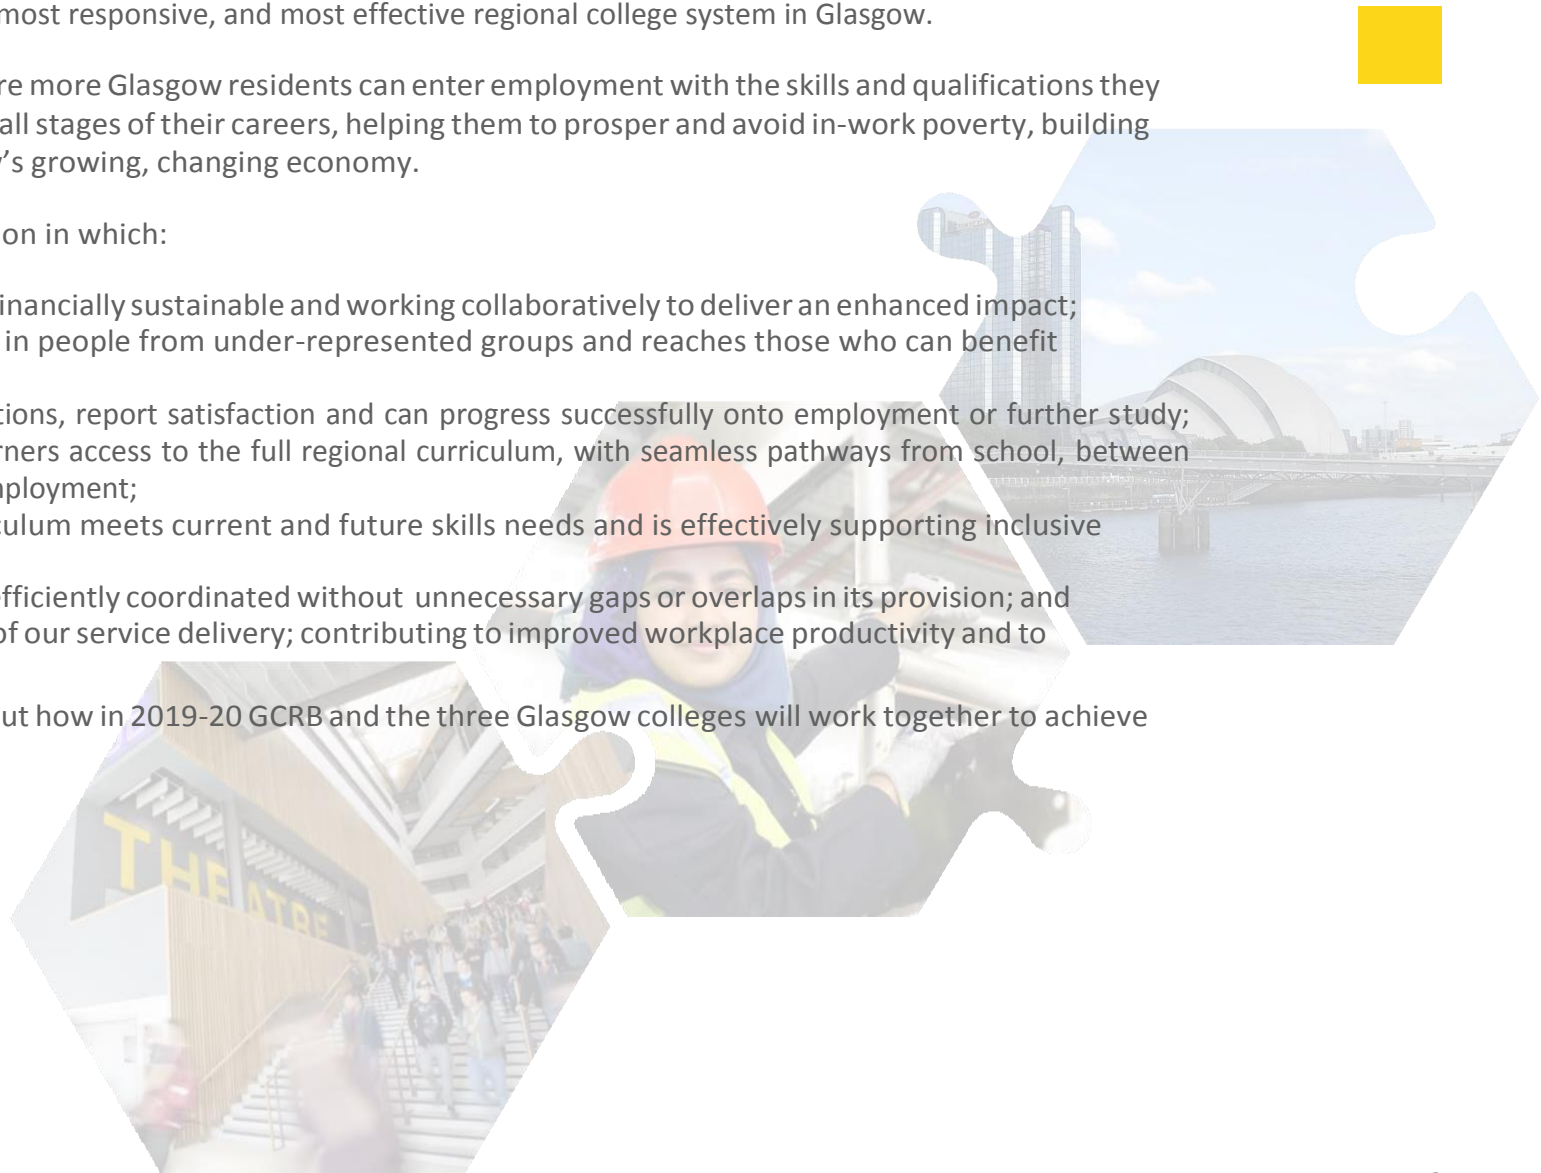 most responsive, and most effective regional college system in Glasgow.
re more Glasgow residents can enter employment with the skills and qualifications they
all stages of their careers, helping them to prosper and avoid in-work poverty, building
's growing, changing economy.
on in which:
inancially sustainable and working collaboratively to deliver an enhanced impact;
in people from under-represented groups and reaches those who can benefit
tions, report satisfaction and can progress successfully onto employment or further study;
rners access to the full regional curriculum, with seamless pathways from school, between
ployment;
culum meets current and future skills needs and is effectively supporting inclusive
efficiently coordinated without unnecessary gaps or overlaps in its provision; and
of our service delivery; contributing to improved workplace productivity and to
ut how in 2019-20 GCRB and the three Glasgow colleges will work together to achieve
THEATRE